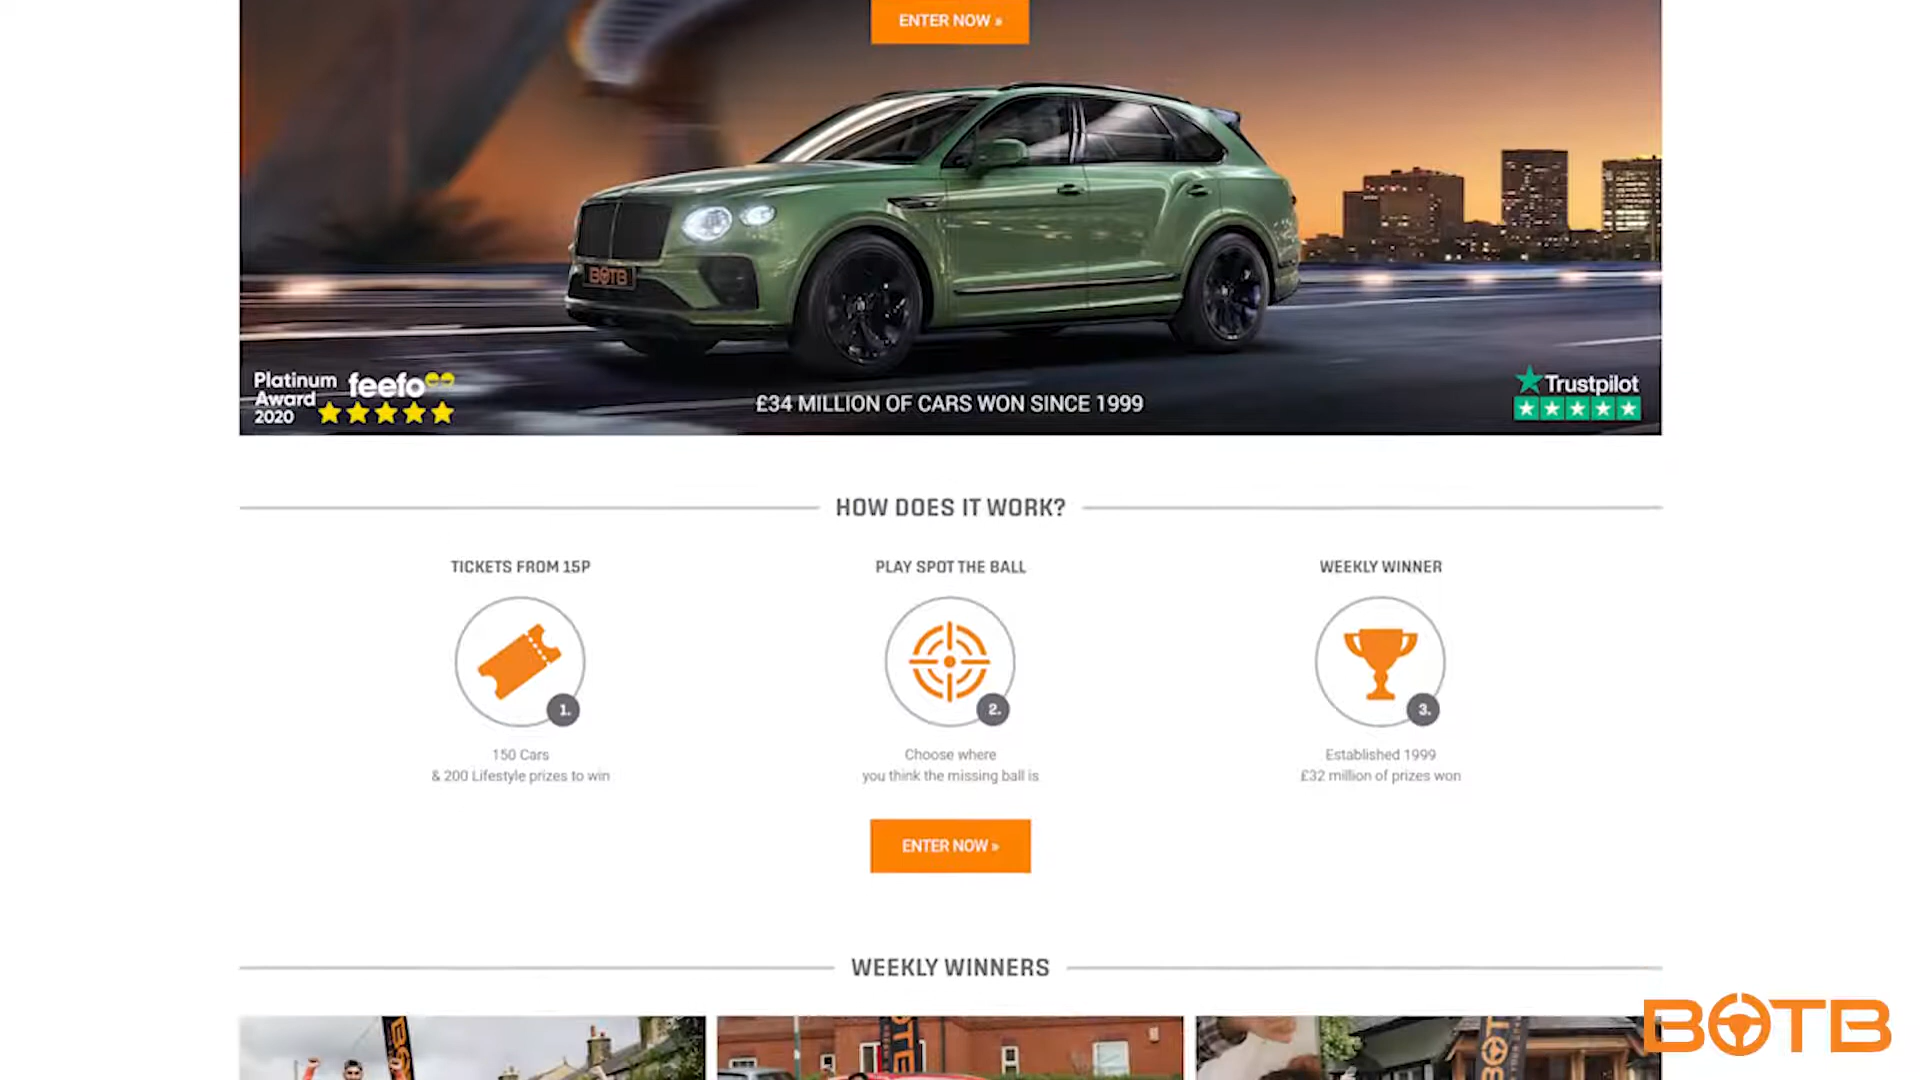 ENTER NOW »
BOTB
Platinum
Award
2020
feefo
£34 MILLION OF CARS WON SINCE 1999
Trustpilot
HOW DOES IT WORK?
TICKETS FROM 15P
1.
150 Cars
& 200 Lifestyle prizes to win
PLAY SPOT THE BALL
2.
Choose where
you think the missing ball is
WEEKLY WINNER
3.
Established 1999
£32 million of prizes won
ENTER NOW »
WEEKLY WINNERS
BOTB